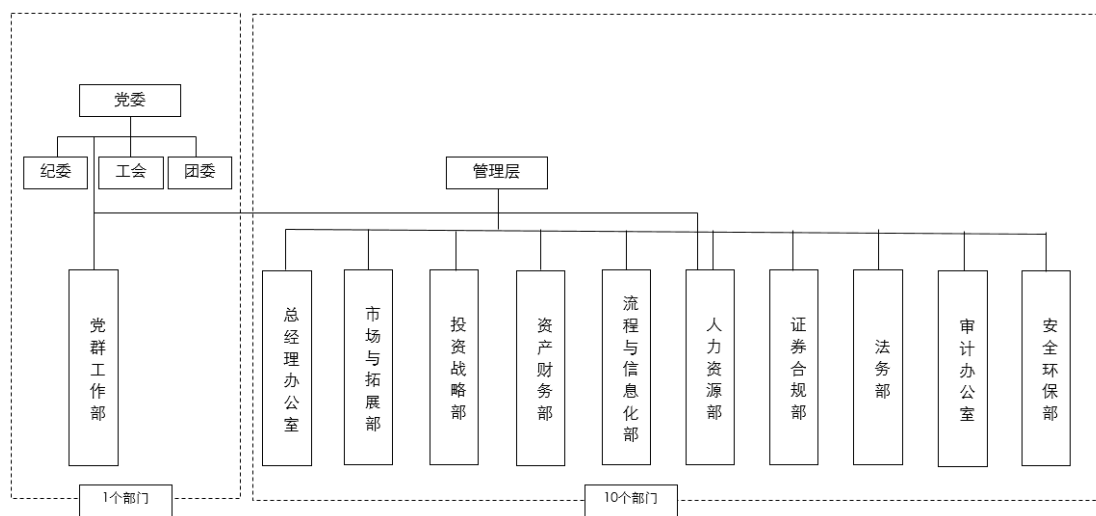 党委
纪委
工会
团委
管理层
党群工作部
总经理办公室
市场与拓展部
投资战略部
资产财务部
流程与信息化部
人力资源部
证券合规部
法务部
审计办公室
安全环保部
1个部门
10个部门